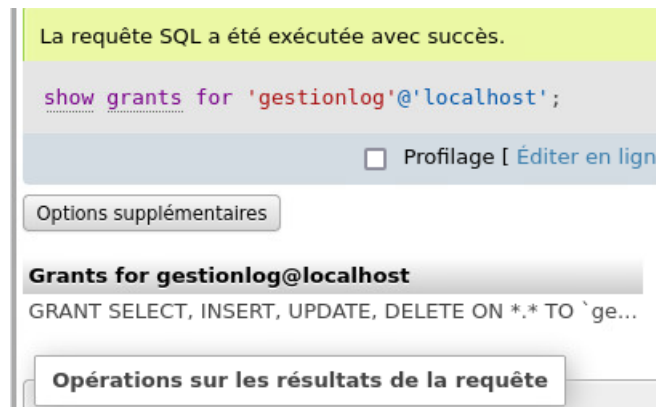 La requête SQL a été exécutée avec succès.
show grants for 'gestionlog'@'localhost';
Profilage [ Éditer en lign
Options supplémentaires
Grants for gestionlog@localhost
GRANT SELECT, INSERT, UPDATE, DELETE ON *.* TO `ge...
Opérations sur les résultats de la requête